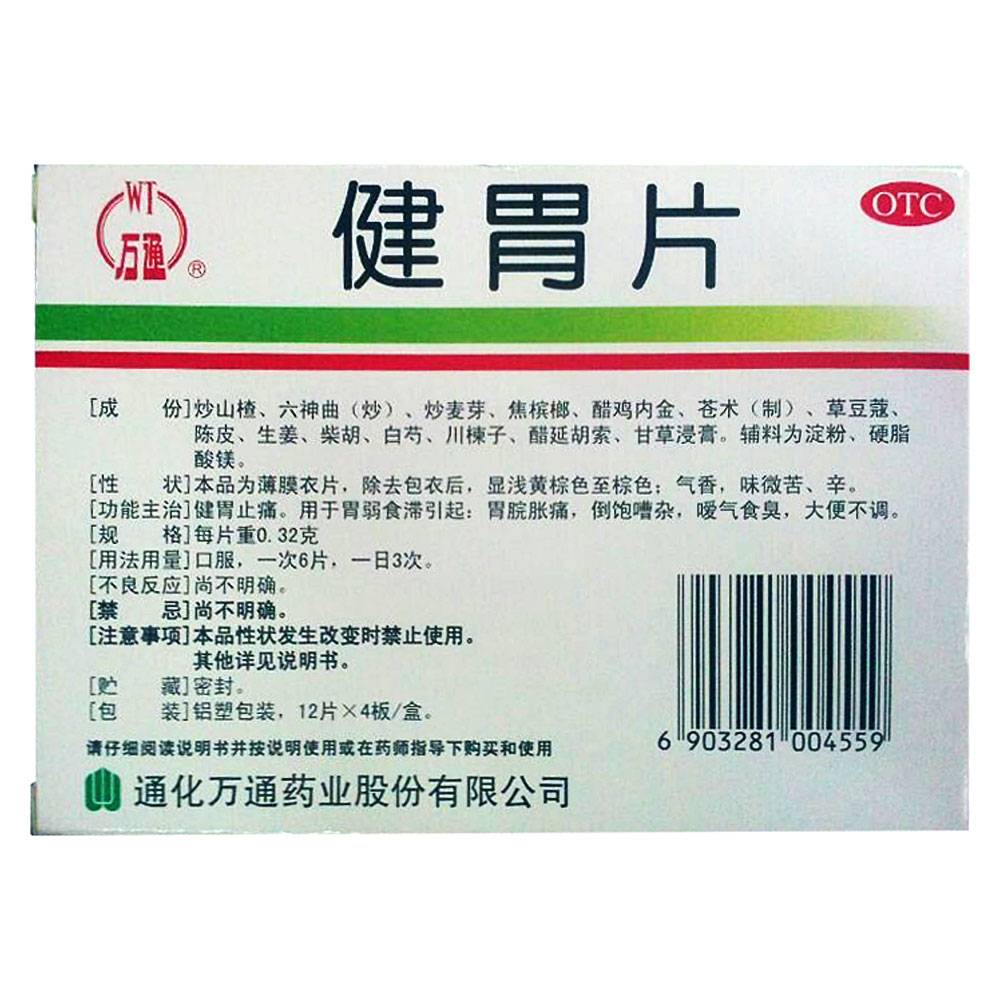 WT
万通®
健胃片
OTC
[成 份]炒山楂、六神曲（炒）、炒麦芽、焦槟榔、醋鸡内金、苍术（制）、草豆蔻、
陈皮、生姜、柴胡、白芍、川楝子、醋延胡索、甘草浸膏。辅料为淀粉、硬脂
酸镁。
[性 状]本品为薄膜衣片，除去包衣后，显浅黄棕色至棕色；气香，味微苦、辛。
[功能主治]健胃止痛。用于胃弱食滞引起：胃脘胀痛，倒饱嘈杂，嗳气食臭，大便不调。
[规 格]每片重0.32克
[用法用量]口服，一次6片，一日3次。
[不良反应]尚不明确。
[禁 忌]尚不明确。
[注意事项]本品性状发生改变时禁止使用。
其他详见说明书。
[贮 藏]密封。
[包 装]铝塑包装，12片×4板/盒。
请仔细阅读说明书并按说明使用或在药师指导下购买和使用
通化万通药业股份有限公司
6 903281 004559